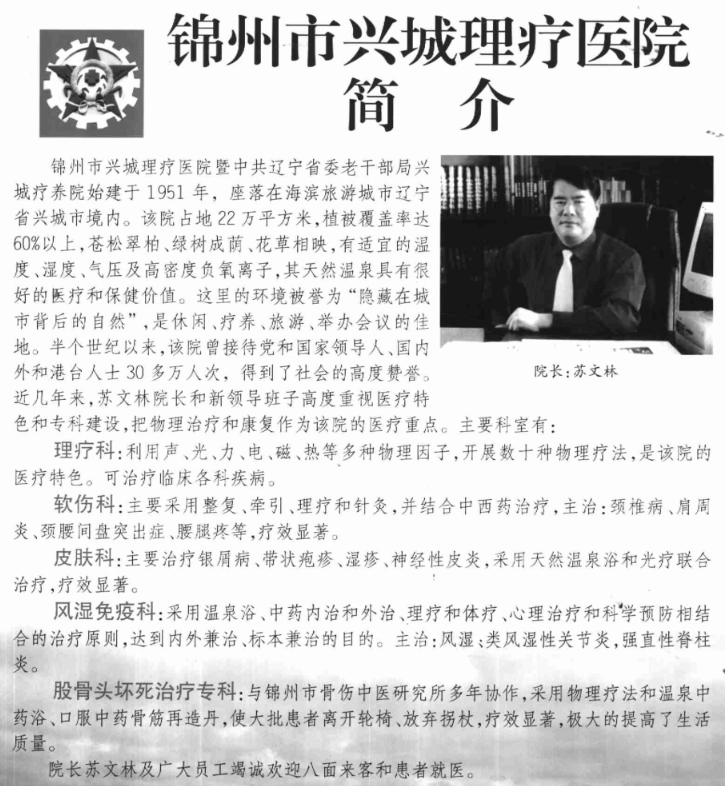 锦州市兴城理疗医院
简 介
锦州市兴城理疗医院暨中共辽宁省委老干部局兴
城疗养院始建于1951年，座落在海滨旅游城市辽宁
省兴城市境内。该院占地22万平方米，植被覆盖率达
60%以上，苍松翠柏、绿树成荫、花草相映，有适宜的温
度、湿度、气压及高密度负氧离子，其天然温泉具有很
好的医疗和保健价值。这里的环境被誉为“隐藏在城
市背后的自然”，是休闲、疗养、旅游、举办会议的佳
地。半个世纪以来，该院曾接待党和国家领导人、国内
外和港台人士30多万人次，得到了社会的高度赞誉。
近几年来，苏文林院长和新领导班子高度重视医疗特
色和专科建设，把物理治疗和康复作为该院的医疗重点。主要科室有：
院长：苏文林
理疗科：利用声、光、力、电、磁、热等多种物理因子，开展数十种物理疗法，是该院的
医疗特色。可治疗临床各科疾病。
软伤科：主要采用整复、牵引、理疗和针灸，并结合中西药治疗，主治：颈椎病、肩周
炎、颈腰间盘突出症、腰腿疼等，疗效显著。
皮肤科：主要治疗银屑病、带状疱疹、湿疹、神经性皮炎，采用天然温泉浴和光疗联合
治疗，疗效显著。
风湿免疫科：采用温泉浴、中药内治和外治、理疗和体疗、心理治疗和科学预防相结
合的治疗原则，达到内外兼治、标本兼治的目的。主治：风湿、类风湿性关节炎，强直性脊柱
炎。
股骨头坏死治疗专科：与锦州市骨伤中医研究所多年协作，采用物理疗法和温泉中
药浴、口服中药骨筋再造丹，使大批患者离开轮椅、放弃拐杖，疗效显著，极大的提高了生活
质量。
院长苏文林及广大员工竭诚欢迎八面来客和患者就医。